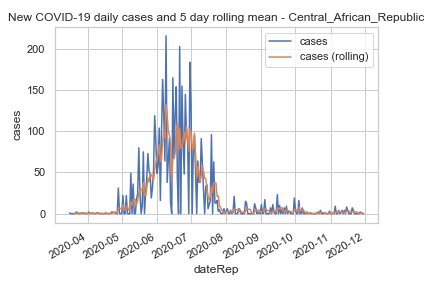 New COVID-19 daily cases and 5 day rolling mean - Central_African_Republic
cases
cases (rolling)
200
150
100
50
0
cases
2020-04
2020-05
2020-06
2020-07
2020-08
2020-09
2020-10
2020-11
2020-12
dateRep